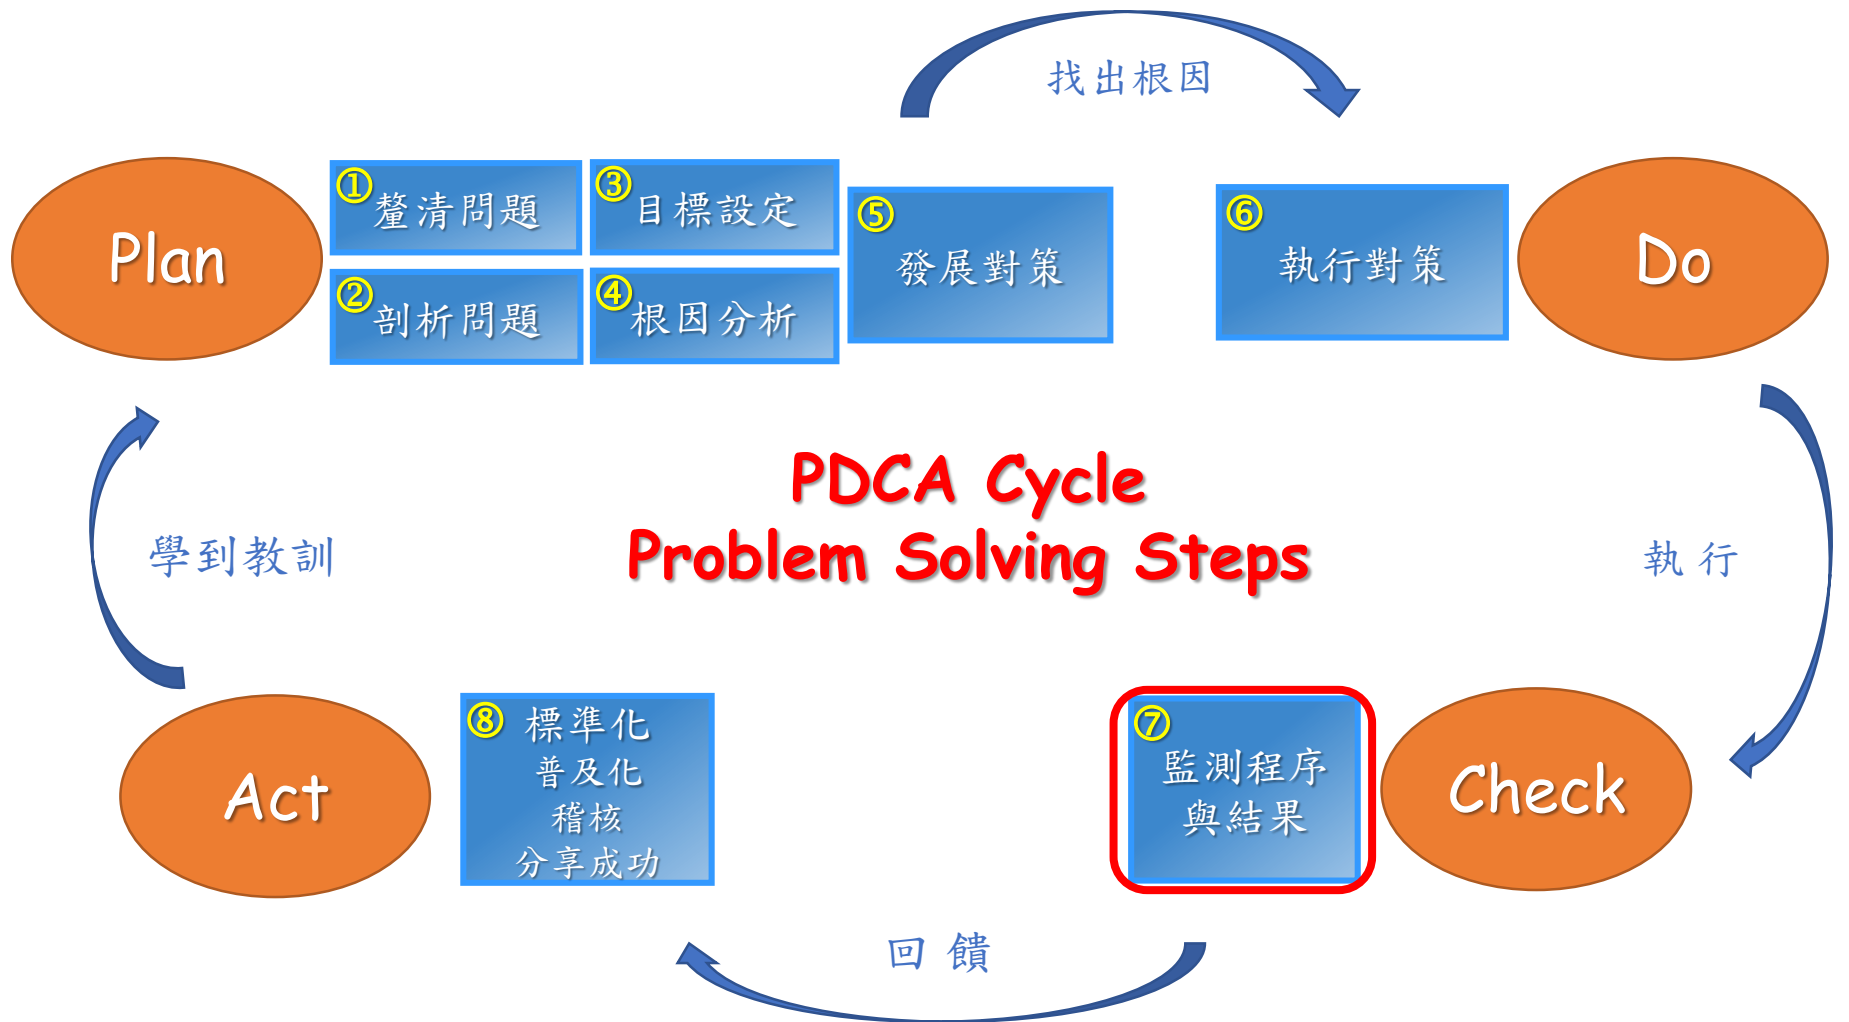 找出根因
Plan
① 釐清問題
② 剖析問題
③ 目標設定
④ 根因分析
⑤ 發展對策
⑥ 執行對策
Do
PDCA Cycle
Problem Solving Steps
學到教訓
執 行
Act
⑧ 標準化
普及化
稽核
分享成功
⑦
監測程序
與結果
Check
回 饋